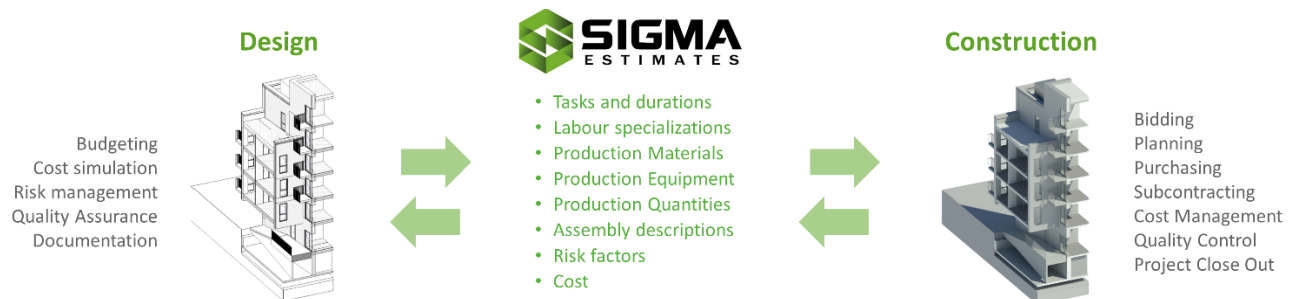 Design
Budgeting
Cost simulation
Risk management
Quality Assurance
Documentation
SIGMA
ESTIMATES
• Tasks and durations
• Labour specializations
• Production Materials
• Production Equipment
• Production Quantities
• Assembly descriptions
• Risk factors
• Cost
Construction
Bidding
Planning
Purchasing
Subcontracting
Cost Management
Quality Control
Project Close Out